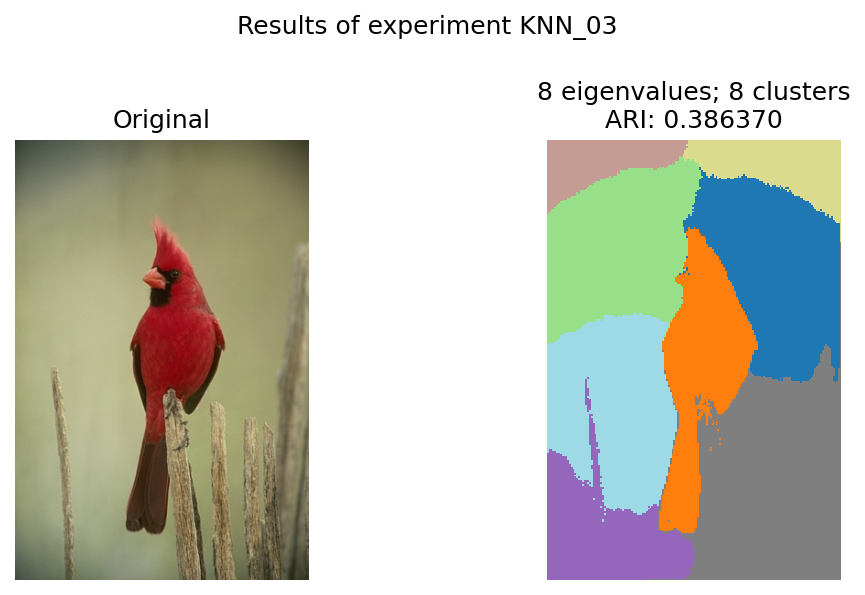 Results of experiment KNN_03
Original
8 eigenvalues; 8 clusters
ARI: 0.386370